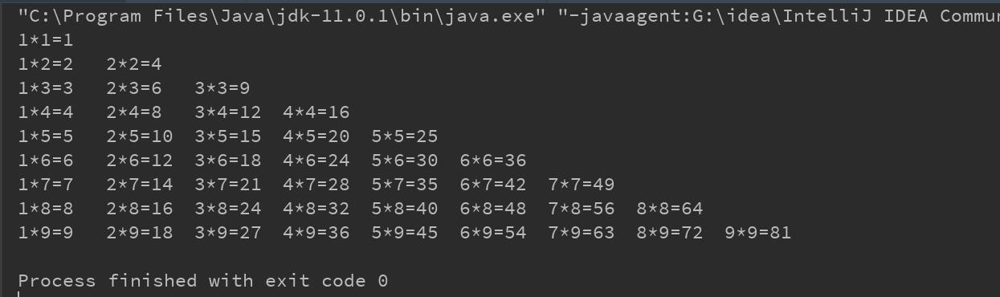 "C:\Program Files\Java\jdk-11.0.1\bin\java.exe" "-javaagent:G:\idea\IntelliJ IDEA
1*1=1
1*2=2 2*2=4
1*3=3 2*3=6 3*3=9
1*4=4 2*4=8 3*4=12 4*4=16
1*5=5 2*5=10 3*5=15 4*5=20 5*5=25
1*6=6 2*6=12 3*6=18 4*6=24 5*6=30 6*6=36
1*7=7 2*7=14 3*7=21 4*7=28 5*7=35 6*7=42 7*7=49
1*8=8 2*8=16 3*8=24 4*8=32 5*8=40 6*8=48 7*8=56 8*8=64
1*9=9 2*9=18 3*9=27 4*9=36 5*9=45 6*9=54 7*9=63 8*9=72 9*9=81
Process finished with exit code 0